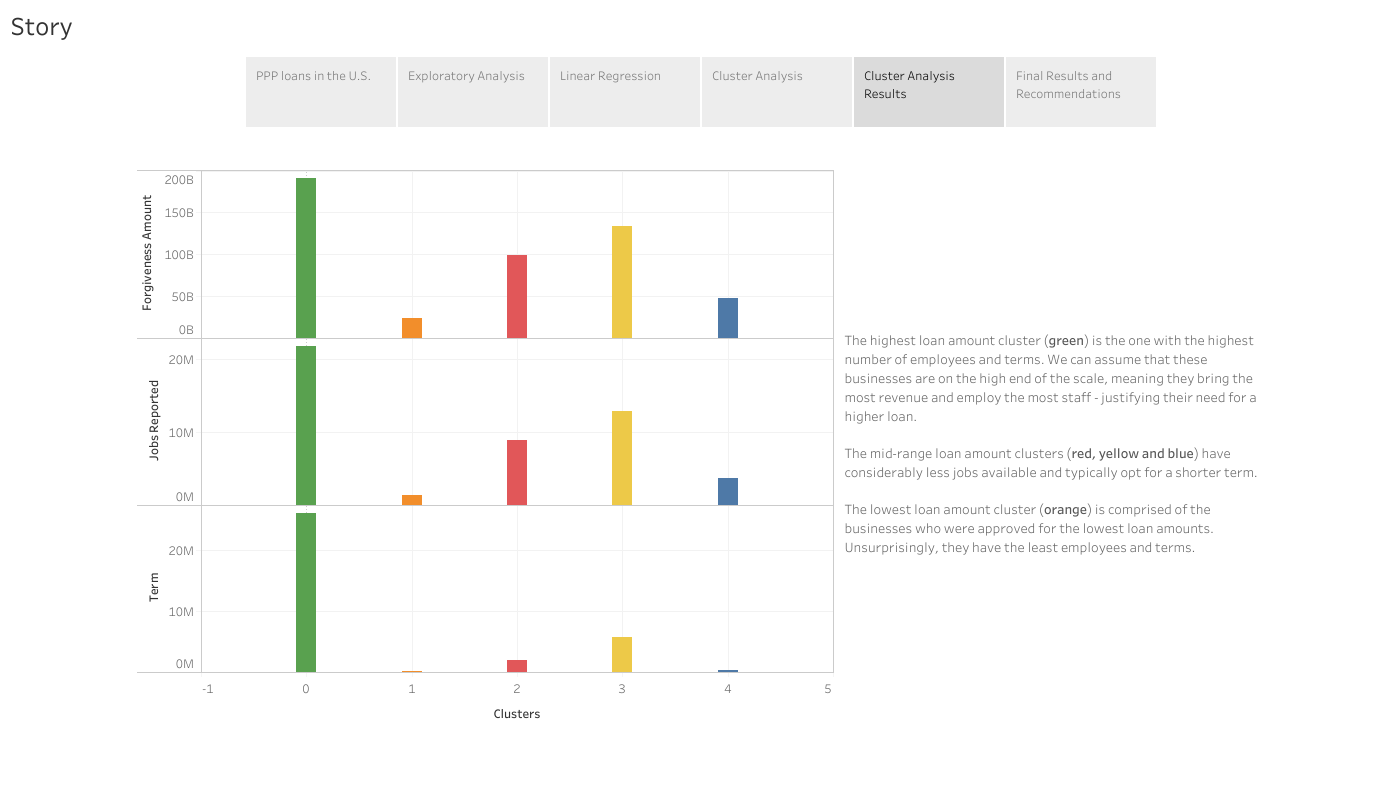 Story
PPP loans in the U.S.
Exploratory Analysis
Linear Regression
Cluster Analysis
Cluster Analysis
Results
Final Results and
Recommendations
Forgiveness Amount
200B
150B
100B
50B
0B
Jobs Reported
20M
10M
0M
Term
20M
10M
0M
-1
0
1
2
3
4
5
Clusters
The highest loan amount cluster (green) is the one with the highest
number of employees and terms. We can assume that these
businesses are on the high end of the scale, meaning they bring the
most revenue and employ the most staff - justifying their need for a
higher loan.
The mid-range loan amount clusters (red, yellow and blue) have
considerably less jobs available and typically opt for a shorter term.
The lowest loan amount cluster (orange) is comprised of the
businesses who were approved for the lowest loan amounts.
Unsurprisingly, they have the least employees and terms.